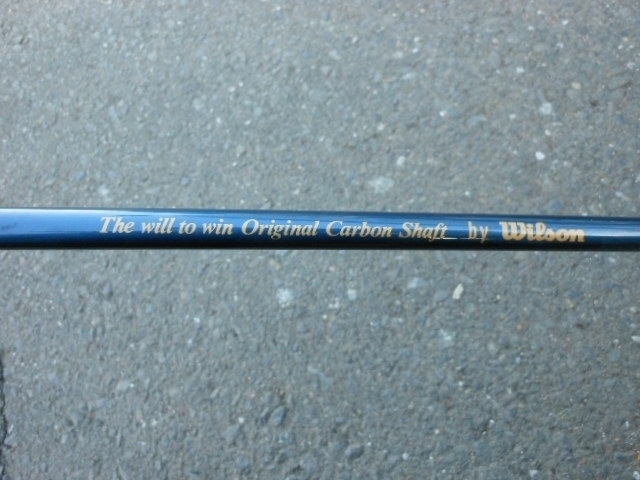 The will to win Original Carbon Shaft by Wilson